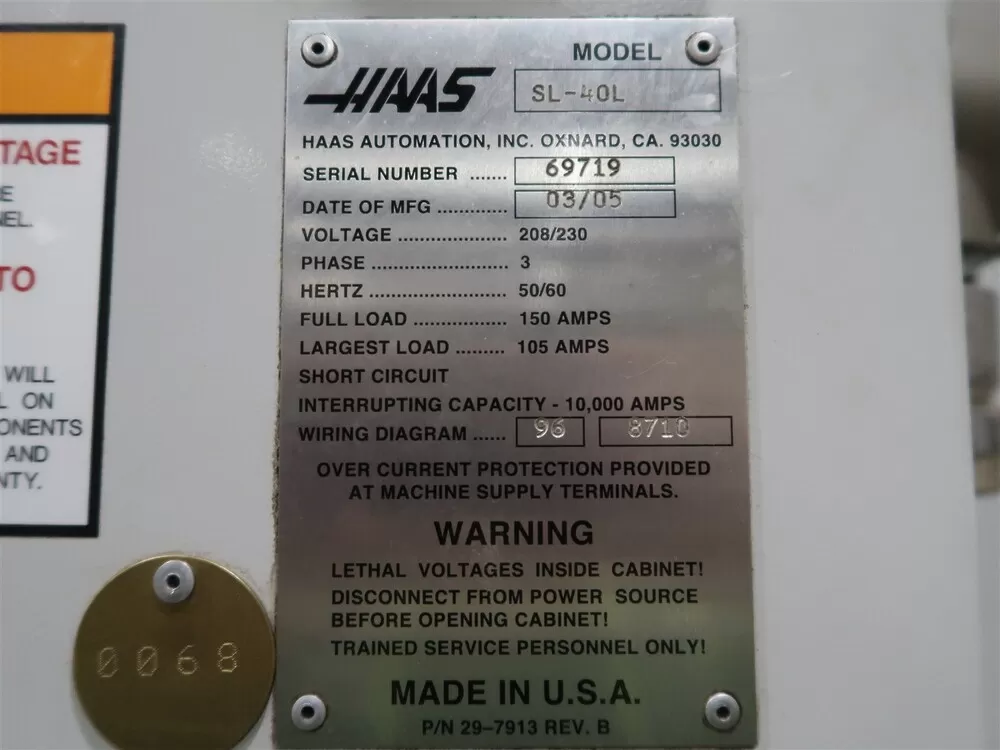 TAGE
E
NEL.
TO
WILL
L ON
ONENTS
AND
NTY.
MODEL
HAAS
SL-40L
HAAS AUTOMATION, INC. OXNARD, CA. 93030
SERIAL NUMBER ....... 69719
DATE OF MFG ............ 03/05
VOLTAGE ................... 208/230
PHASE ....................... 3
HERTZ ....................... 50/60
FULL LOAD ................ 150 AMPS
LARGEST LOAD ......... 105 AMPS
SHORT CIRCUIT
INTERRUPTING CAPACITY - 10,000 AMPS
WIRING DIAGRAM ...... 96 8710
OVER CURRENT PROTECTION PROVIDED
AT MACHINE SUPPLY TERMINALS.
WARNING
LETHAL VOLTAGES INSIDE CABINET!
DISCONNECT FROM POWER SOURCE
BEFORE OPENING CABINET!
TRAINED SERVICE PERSONNEL ONLY!
MADE IN U.S.A.
P/N 29-7913 REV. B
0068